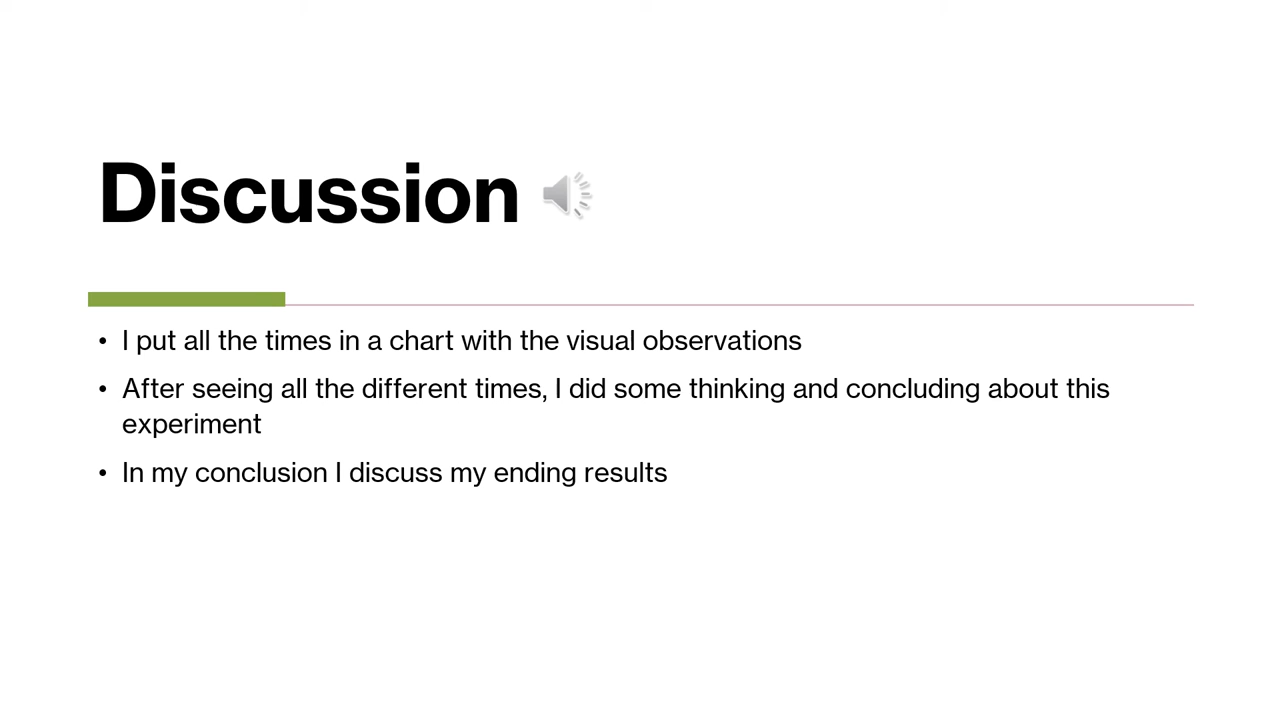 Discussion
• I put all the times in a chart with the visual observations
• After seeing all the different times, I did some thinking and concluding about this
experiment
• In my conclusion I discuss my ending results